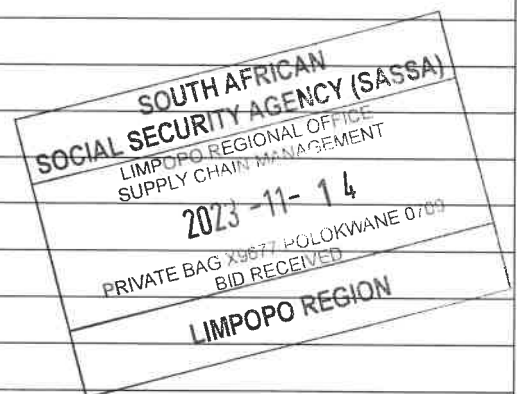 SOUTH AFRICAN
SOCIAL SECURITY AGENCY (SASSA)
LIMPOPO REGIONAL OFFICE
SUPPLY CHAIN MANAGEMENT
2023 -11- 14
PRIVATE BAG X9677 POLOKWANE 0700
BID RECEIVED
LIMPOPO REGION